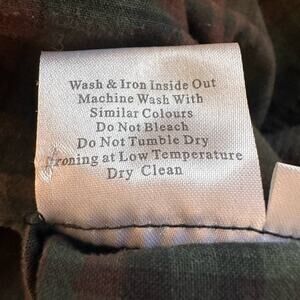 Wash & Iron Inside Out
Machine Wash With
Similar Colours
Do Not Bleach
Do Not Tumble Dry
Ironing at Low Temperature
Dry Clean